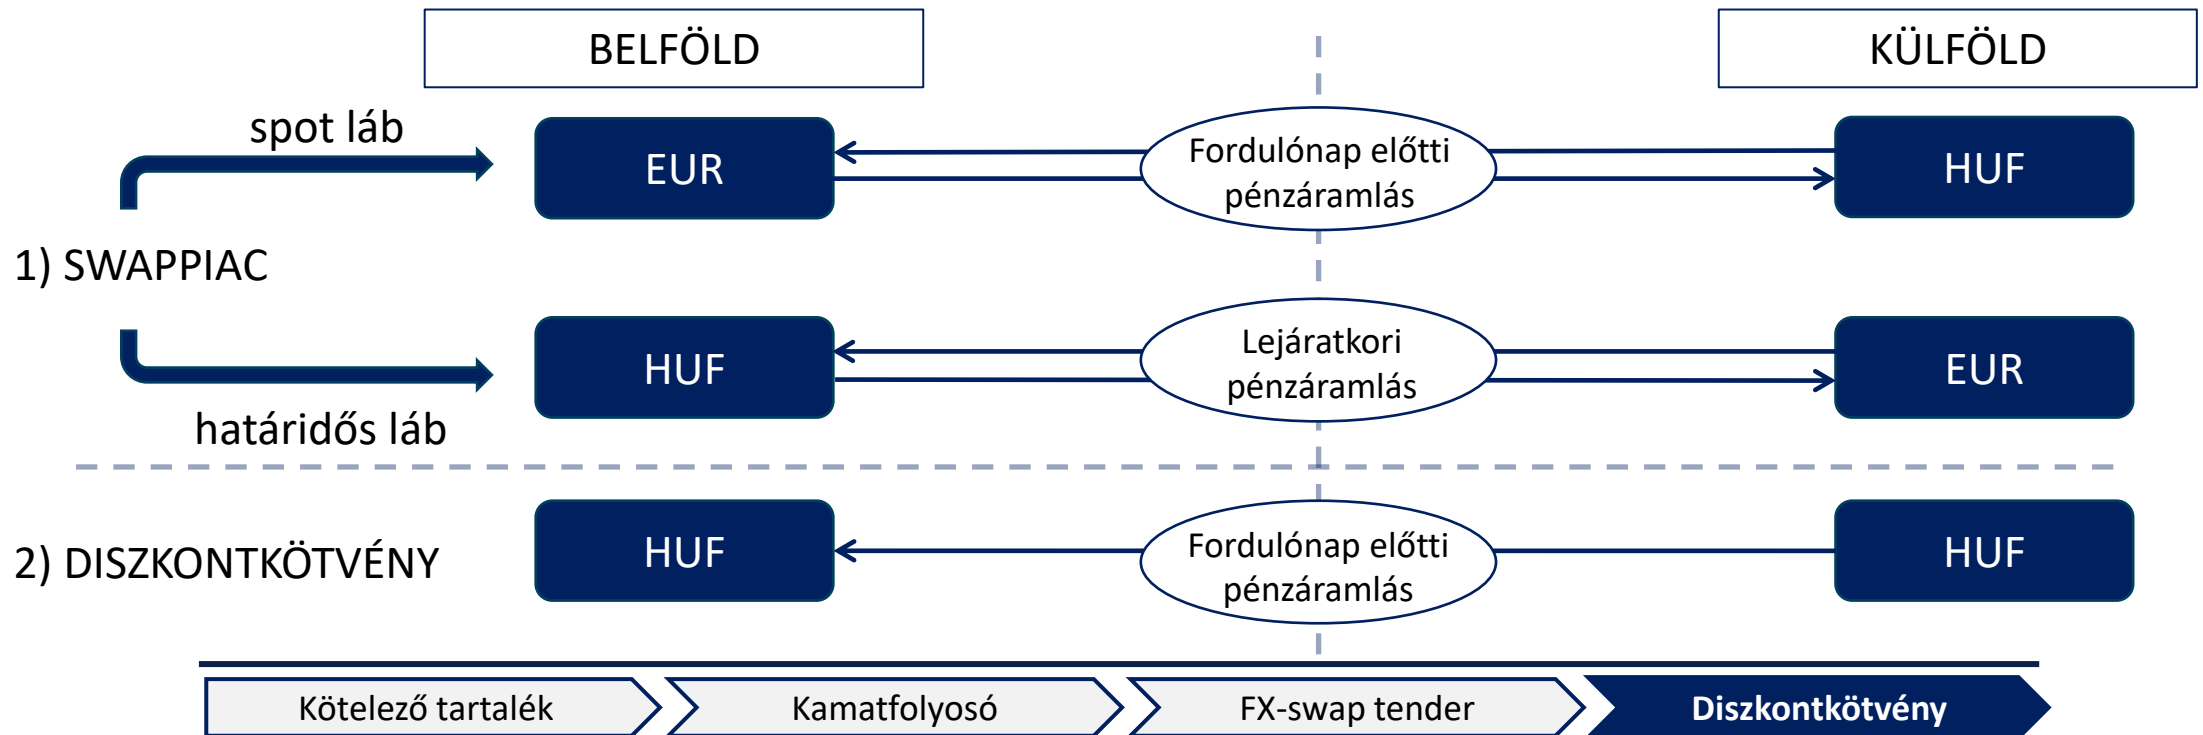 BELFÖLD
KÜLFÖLD
spot láb
EUR
Fordulónap előtti
pénzáramlás
HUF
1) SWAPPIAC
HUF
Lejáratkori
pénzáramlás
EUR
határidős láb
2) DISZKONTKÖTVÉNY
HUF
Fordulónap előtti
pénzáramlás
HUF
Kötelező tartalék
Kamatfolyosó
FX-swap tender
Diszkontkötvény